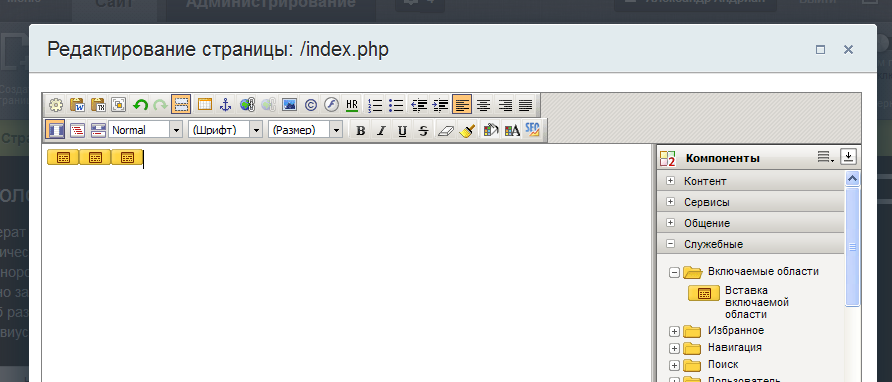 Сайт Администрирование
Редактирование страницы: /index.php
HR
Normal (Шрифт) (Размер) B I U S A SEO
Компоненты
Контент
Сервисы
Общение
Служебные
Включаемые области
Вставка
включаемой
области
Избранное
Навигация
Поиск
Пользователь